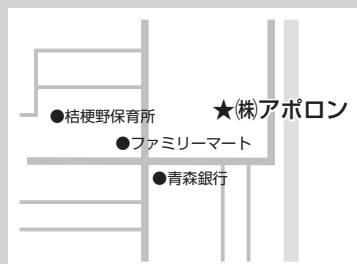 ★㈱アポロン
●桔梗野保育所
●ファミリーマート
●青森銀行